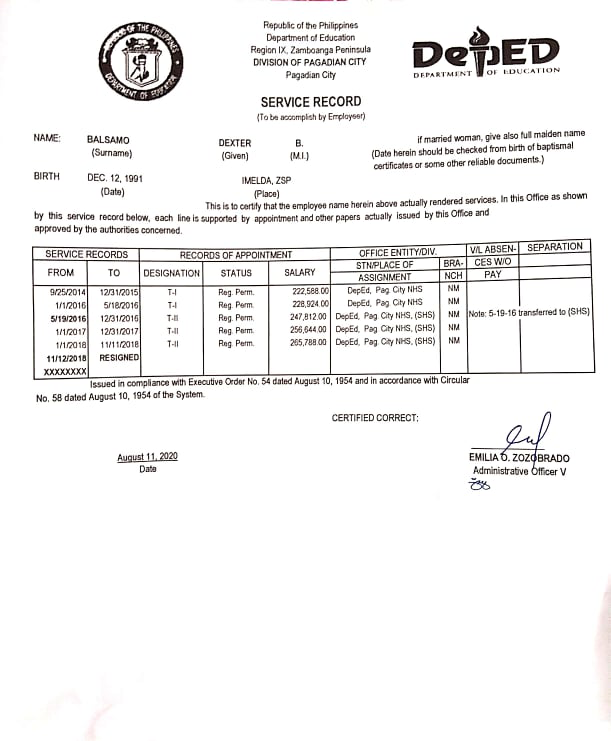 OF THE PHILIPPINES
DEPARTMENT OF EDUCATION
Republic of the Philippines
Department of Education
Region IX, Zamboanga Peninsula
DIVISION OF PAGADIAN CITY
Pagadian City
DepED
DEPARTMENT OF EDUCATION
SERVICE RECORD
(To be accomplish by Employeer)
NAME: BALSAMO DEXTER B. if married woman, give also full maiden name
(Surname) (Given) (M.I.) (Date herein should be checked from birth of baptismal
certificates or some other reliable documents.)
BIRTH DEC. 12, 1991 IMELDA, ZSP
(Date) (Place)
This is to certify that the employee name herein above actually rendered services. In this Office as shown
by this service record below, each line is supported by appointment and other papers actually issued by this Office and
approved by the authorities concerned.
SERVICE RECORDS RECORDS OF APPOINTMENT OFFICE ENTITY/DIV. V/L ABSEN- SEPARATION
FROM TO DESIGNATION STATUS SALARY STN/PLACE OF BRA- CES W/O
ASSIGNMENT NCH PAY
9/25/2014 12/31/2015 T-I Reg. Perm. 222,588.00 DepEd, Pag. City NHS NM
1/1/2016 5/18/2016 T-I Reg. Perm. 228,924.00 DepEd, Pag. City NHS NM
5/19/2016 12/31/2016 T-II Reg. Perm. 247,812.00 DepEd, Pag. City NHS, (SHS) NM Note: 5-19-16 transferred to (SHS)
1/1/2017 12/31/2017 T-II Reg. Perm. 256,644.00 DepEd, Pag. City NHS, (SHS) NM
1/1/2018 11/11/2018 T-II Reg. Perm. 265,788.00 DepEd, Pag. City NHS, (SHS) NM
11/12/2018 RESIGNED
XXXXXXXX
Issued in compliance with Executive Order No. 54 dated August 10, 1954 and in accordance with Circular
No. 58 dated August 10, 1954 of the System.
CERTIFIED CORRECT:
August 11, 2020
Date
EMILIA O. ZOZOBRADO
Administrative Officer V